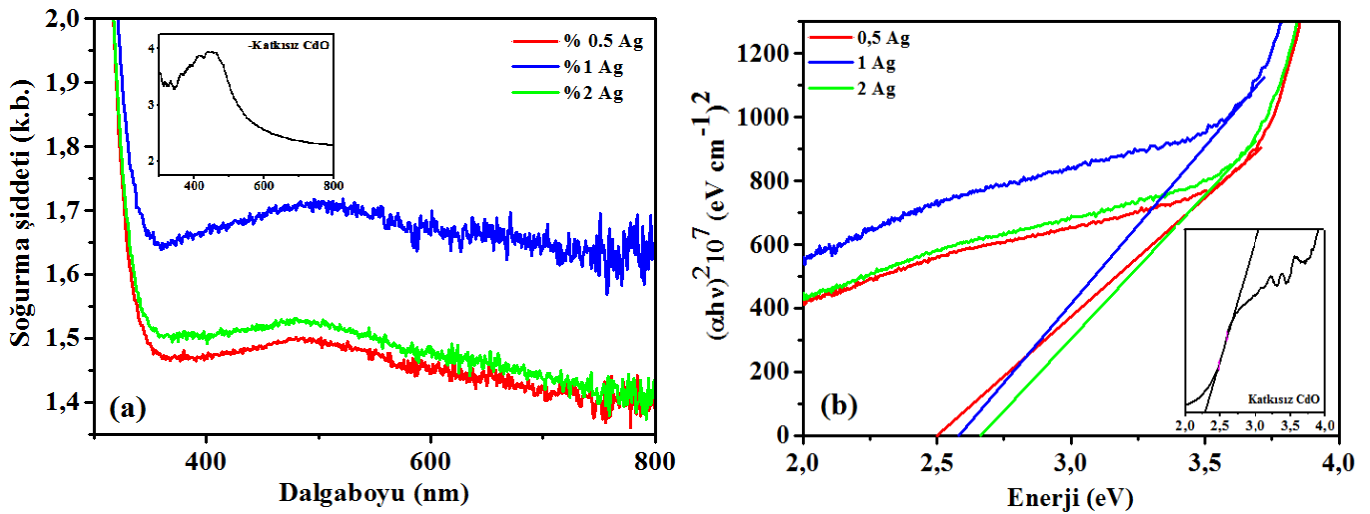 2,0
1,9
1,8
1,7
1,6
1,5
1,4
Soğurma şiddeti (k.b.)
4
3
2
-Katkısız CdO
400 600 800
% 0.5 Ag
%1 Ag
%2 Ag
(a)
400 600 800
Dalgaboyu (nm)
1200
1000
800
600
400
200
0
(αhν)²10⁷ (eV cm⁻¹)²
0,5 Ag
1 Ag
2 Ag
(b)
Katkısız CdO
2,0 2,5 3,0 3,5 4,0
2,0 2,5 3,0 3,5 4,0
Enerji (eV)